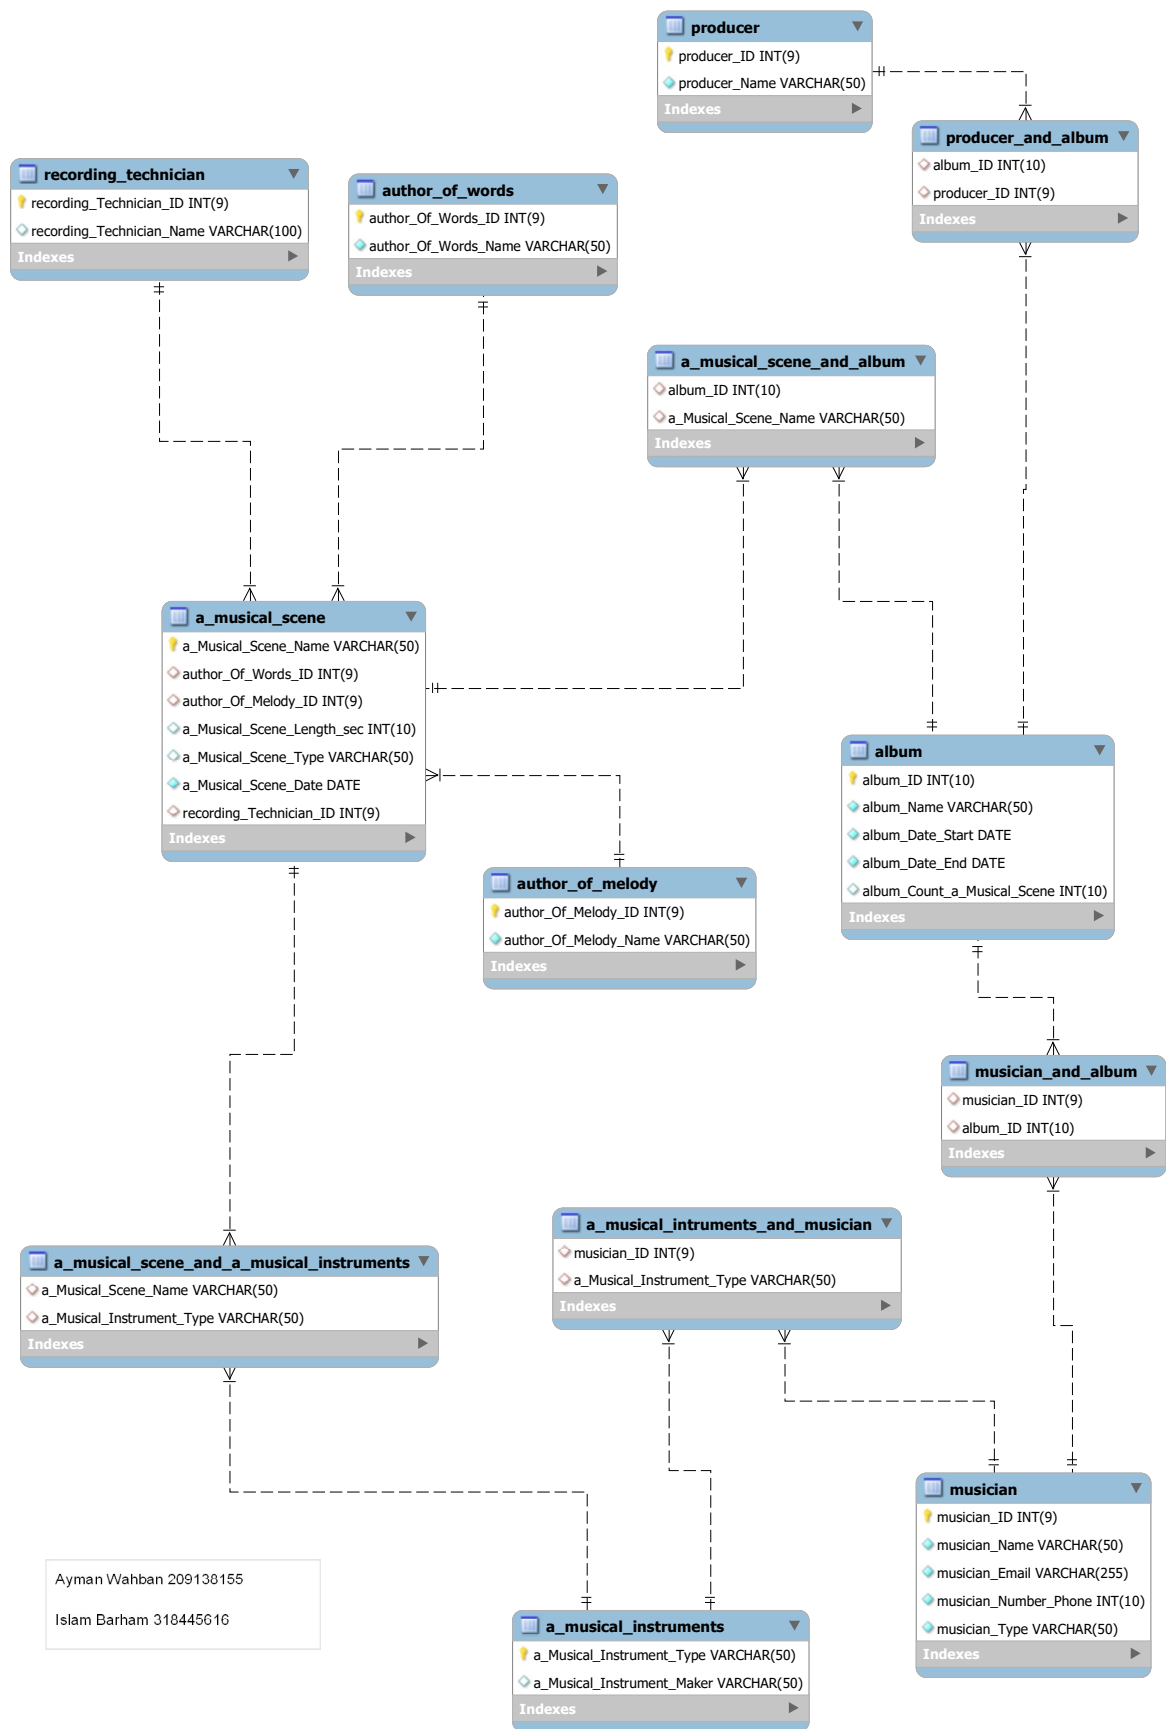 producer
producer_ID INT(9)
producer_Name VARCHAR(50)
Indexes
producer_and_album
album_ID INT(10)
producer_ID INT(9)
Indexes
recording_technician
recording_Technician_ID INT(9)
recording_Technician_Name VARCHAR(100)
Indexes
author_of_words
author_Of_Words_ID INT(9)
author_Of_Words_Name VARCHAR(50)
Indexes
a_musical_scene_and_album
album_ID INT(10)
a_Musical_Scene_Name VARCHAR(50)
Indexes
a_musical_scene
a_Musical_Scene_Name VARCHAR(50)
author_Of_Words_ID INT(9)
author_Of_Melody_ID INT(9)
a_Musical_Scene_Length_sec INT(10)
a_Musical_Scene_Type VARCHAR(50)
a_Musical_Scene_Date DATE
recording_Technician_ID INT(9)
Indexes
album
album_ID INT(10)
album_Name VARCHAR(50)
album_Date_Start DATE
album_Date_End DATE
album_Count_a_Musical_Scene INT(10)
Indexes
author_of_melody
author_Of_Melody_ID INT(9)
author_Of_Melody_Name VARCHAR(50)
Indexes
musician_and_album
musician_ID INT(9)
album_ID INT(10)
Indexes
a_musical_intruments_and_musician
musician_ID INT(9)
a_Musical_Instrument_Type VARCHAR(50)
Indexes
a_musical_scene_and_a_musical_instruments
a_Musical_Scene_Name VARCHAR(50)
a_Musical_Instrument_Type VARCHAR(50)
Indexes
musician
musician_ID INT(9)
musician_Name VARCHAR(50)
musician_Email VARCHAR(255)
musician_Number_Phone INT(10)
musician_Type VARCHAR(50)
Indexes
Ayman Wahban 209138155
Islam Barham 318445616
a_musical_instruments
a_Musical_Instrument_Type VARCHAR(50)
a_Musical_Instrument_Maker VARCHAR(50)
Indexes